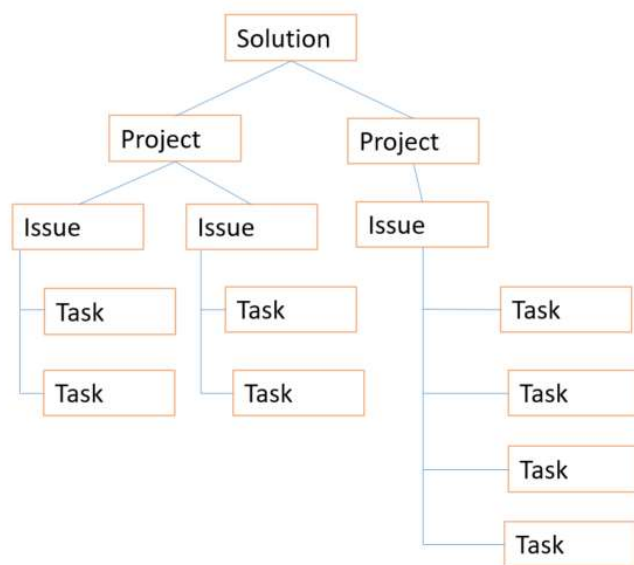 Solution
Project
Project
Issue
Issue
Issue
Task
Task
Task
Task
Task
Task
Task
Task